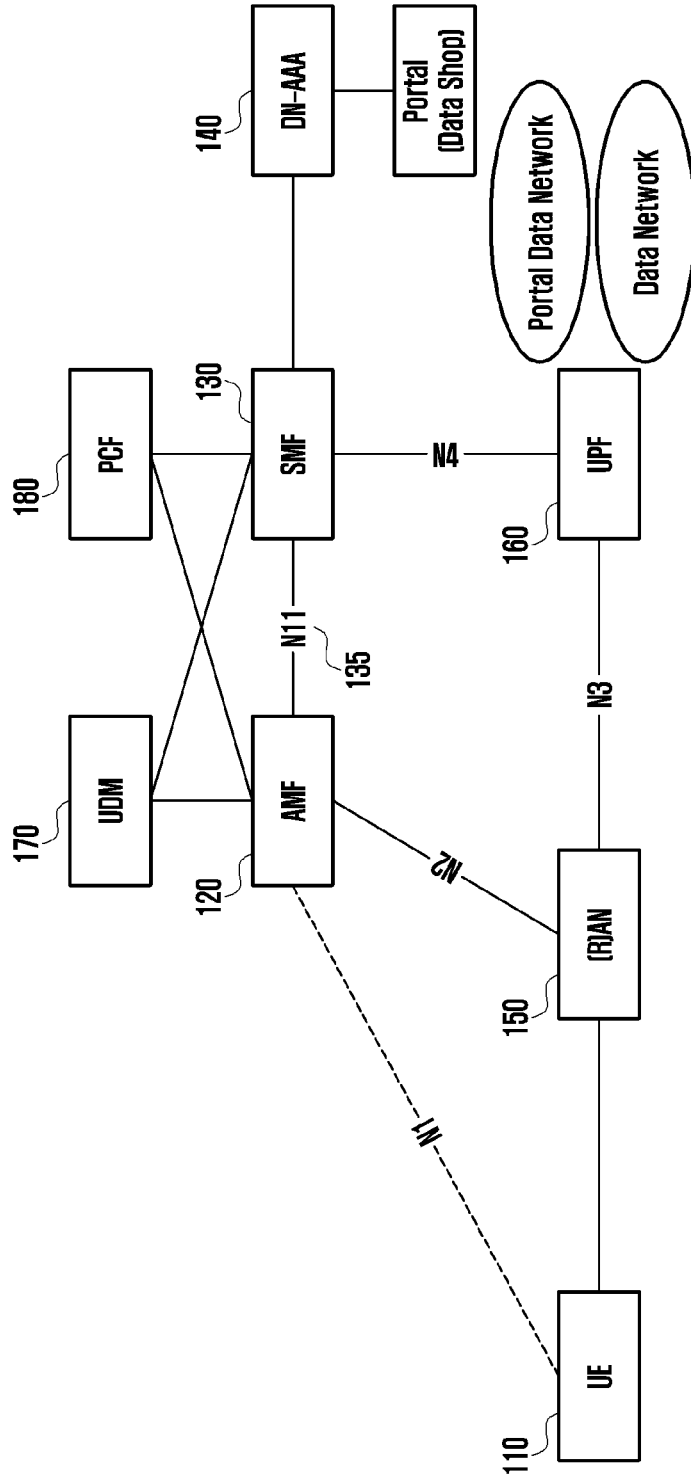 170
UDM
180
PCF
120
AMF
N11
135
130
SMF
140
DN-AAA
Portal
(Data Shop)
N1
N2
N4
110
UE
150
(R)AN
N3
160
UPF
Portal Data Network
Data Network